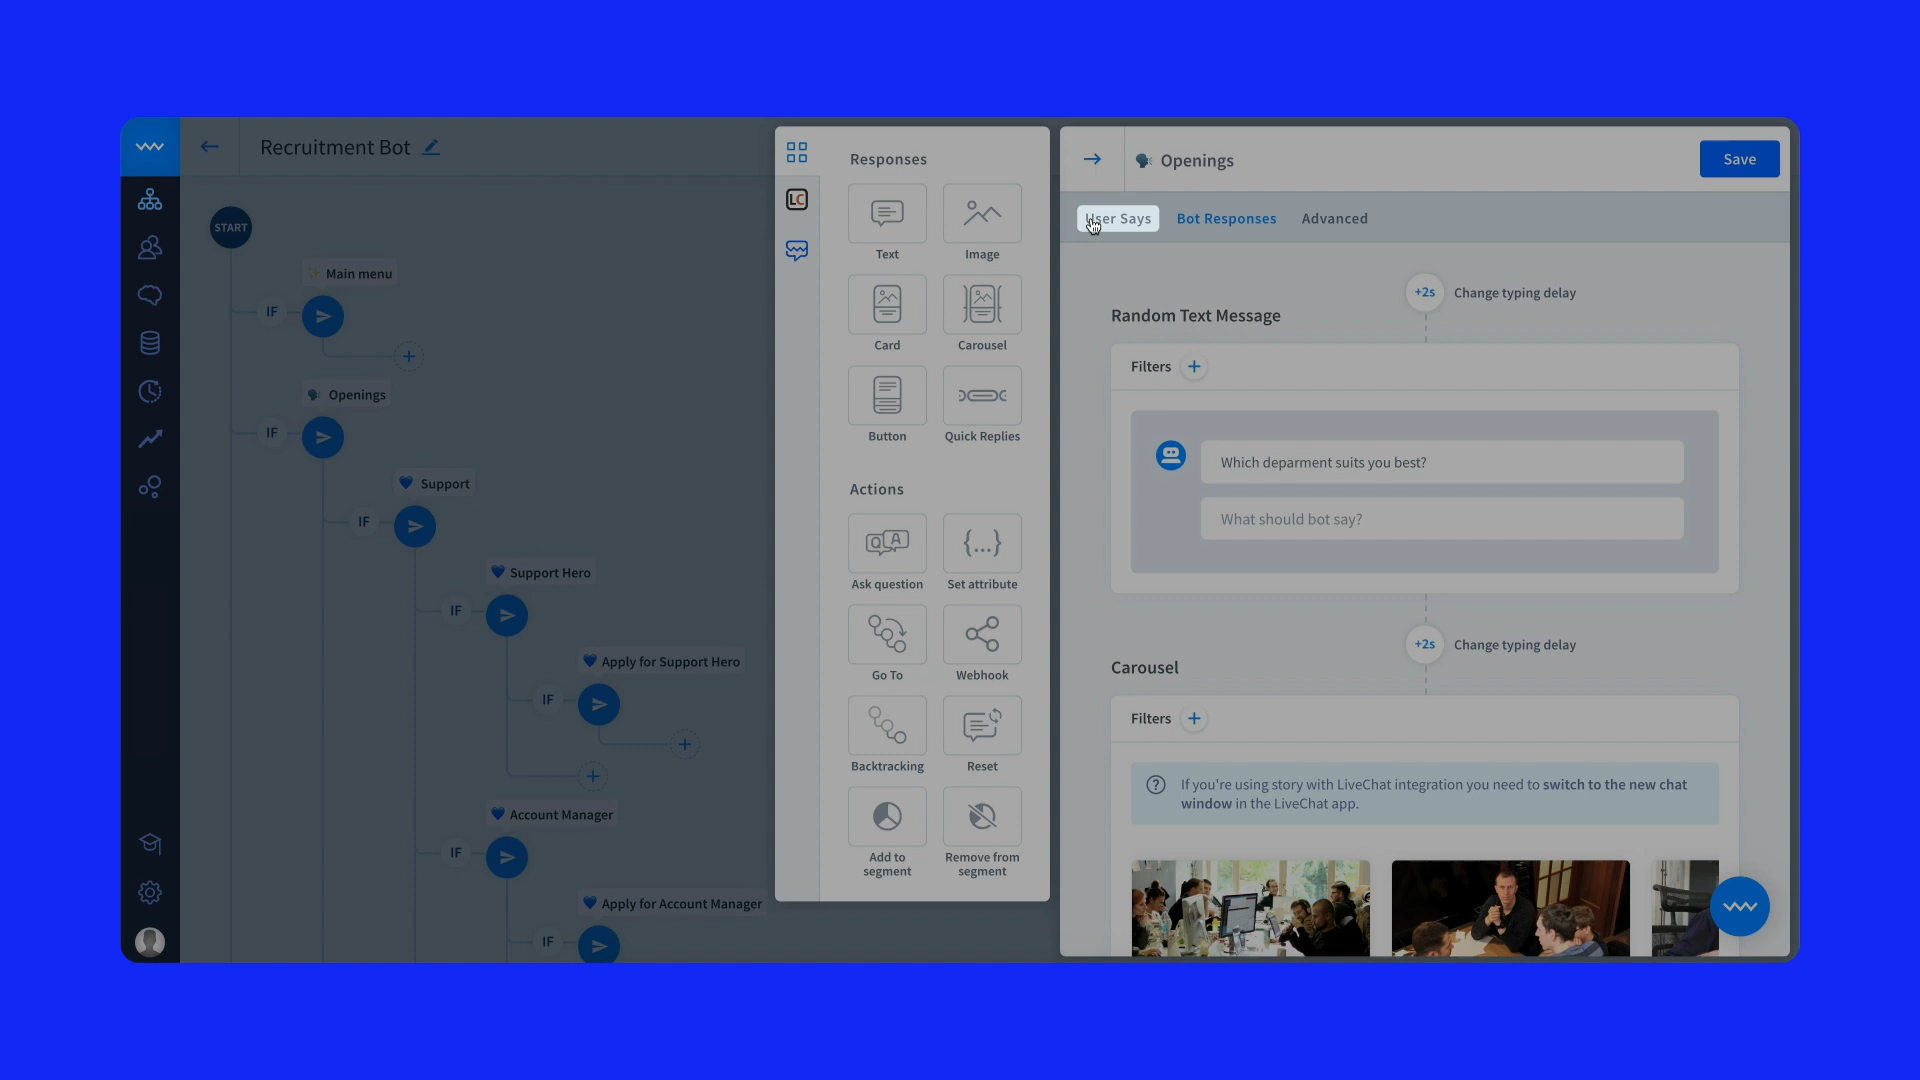 Recruitment Bot
START
✨ Main menu
IF
🗣 Openings
IF
💙 Support
IF
💙 Support Hero
IF
💙 Apply for Support Hero
IF
💙 Account Manager
IF
💙 Apply for Account Manager
IF
LC
Responses
Text
Image
Card
Carousel
Button
Quick Replies
Actions
Q A
Ask question
{...}
Set attribute
Go To
Webhook
Backtracking
Reset
Add to
segment
Remove from
segment
🗣 Openings
Save
User Says
Bot Responses
Advanced
+2s
Change typing delay
Random Text Message
Filters +
Which deparment suits you best?
What should bot say?
+2s
Change typing delay
Carousel
Filters +
If you're using story with LiveChat integration you need to switch to the new chat
window in the LiveChat app.